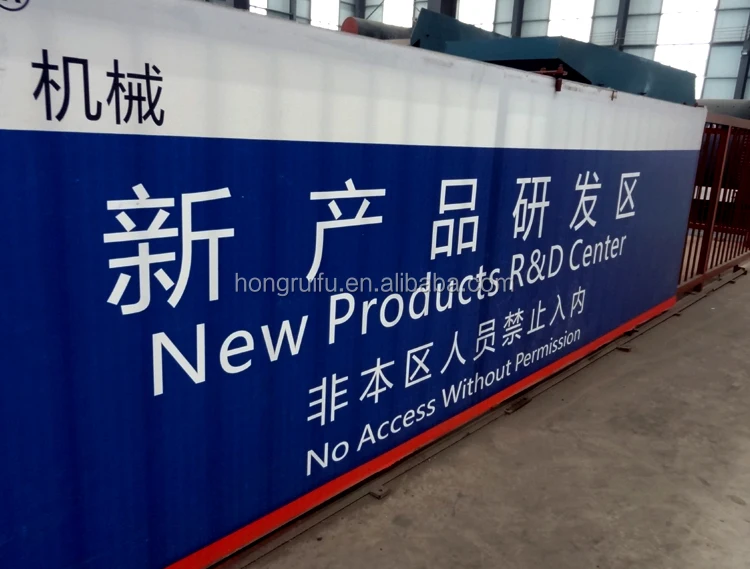 ®
机械
新产品研发区
hongruifu.en.alibaba.com
New Products R&D Center
非本区人员禁止入内
No Access Without Permission